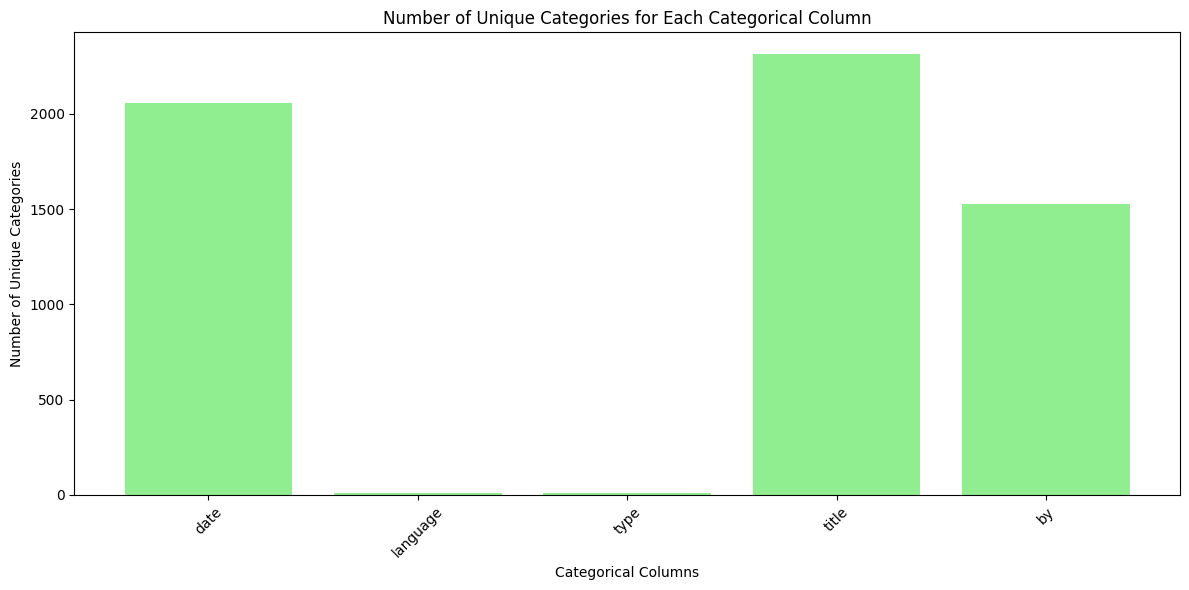 Number of Unique Categories for Each Categorical Column
Number of Unique Categories
2000
1500
1000
500
0
date
language
type
title
by
Categorical Columns